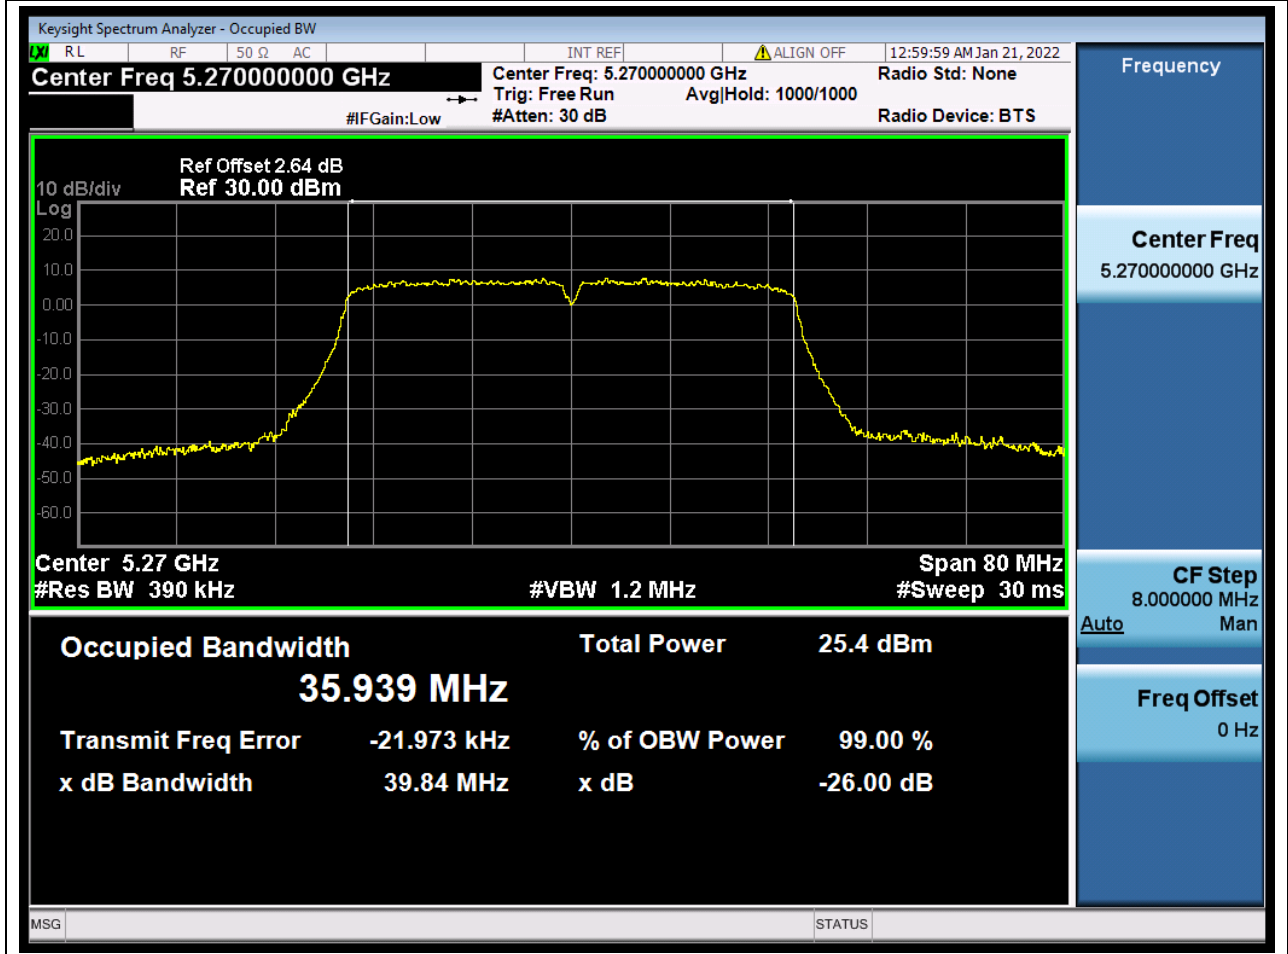 Keysight Spectrum Analyzer - Occupied BW
LXI RL RF 50 Ω AC INT REF ALIGN OFF 12:59:59 AM Jan 21, 2022
Center Freq 5.270000000 GHz
Center Freq: 5.270000000 GHz
Radio Std: None
Trig: Free Run Avg|Hold: 1000/1000
#IFGain:Low
#Atten: 30 dB
Radio Device: BTS
Ref Offset 2.64 dB
10 dB/div Ref 30.00 dBm
Log
20.0
10.0
0.00
-10.0
-20.0
-30.0
-40.0
-50.0
-60.0
Center 5.27 GHz Span 80 MHz
#Res BW 390 kHz #VBW 1.2 MHz #Sweep 30 ms
Occupied Bandwidth Total Power 25.4 dBm
35.939 MHz
Transmit Freq Error -21.973 kHz % of OBW Power 99.00 %
x dB Bandwidth 39.84 MHz x dB -26.00 dB
MSG STATUS
Frequency
Center Freq
5.270000000 GHz
CF Step
8.000000 MHz
Auto Man
Freq Offset
0 Hz